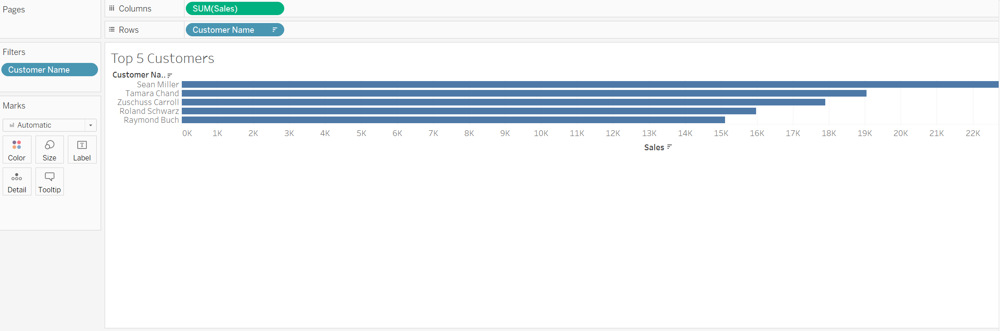 Pages
Columns
SUM(Sales)
Rows
Customer Name
Filters
Customer Name
Marks
Automatic
Color
Size
T
Label
Detail
Tooltip
Top 5 Customers
Customer Na..
Sean Miller
Tamara Chand
Zuschuss Carroll
Roland Schwarz
Raymond Buch
0K 1K 2K 3K 4K 5K 6K 7K 8K 9K 10K 11K 12K 13K 14K 15K 16K 17K 18K 19K 20K 21K 22K
Sales